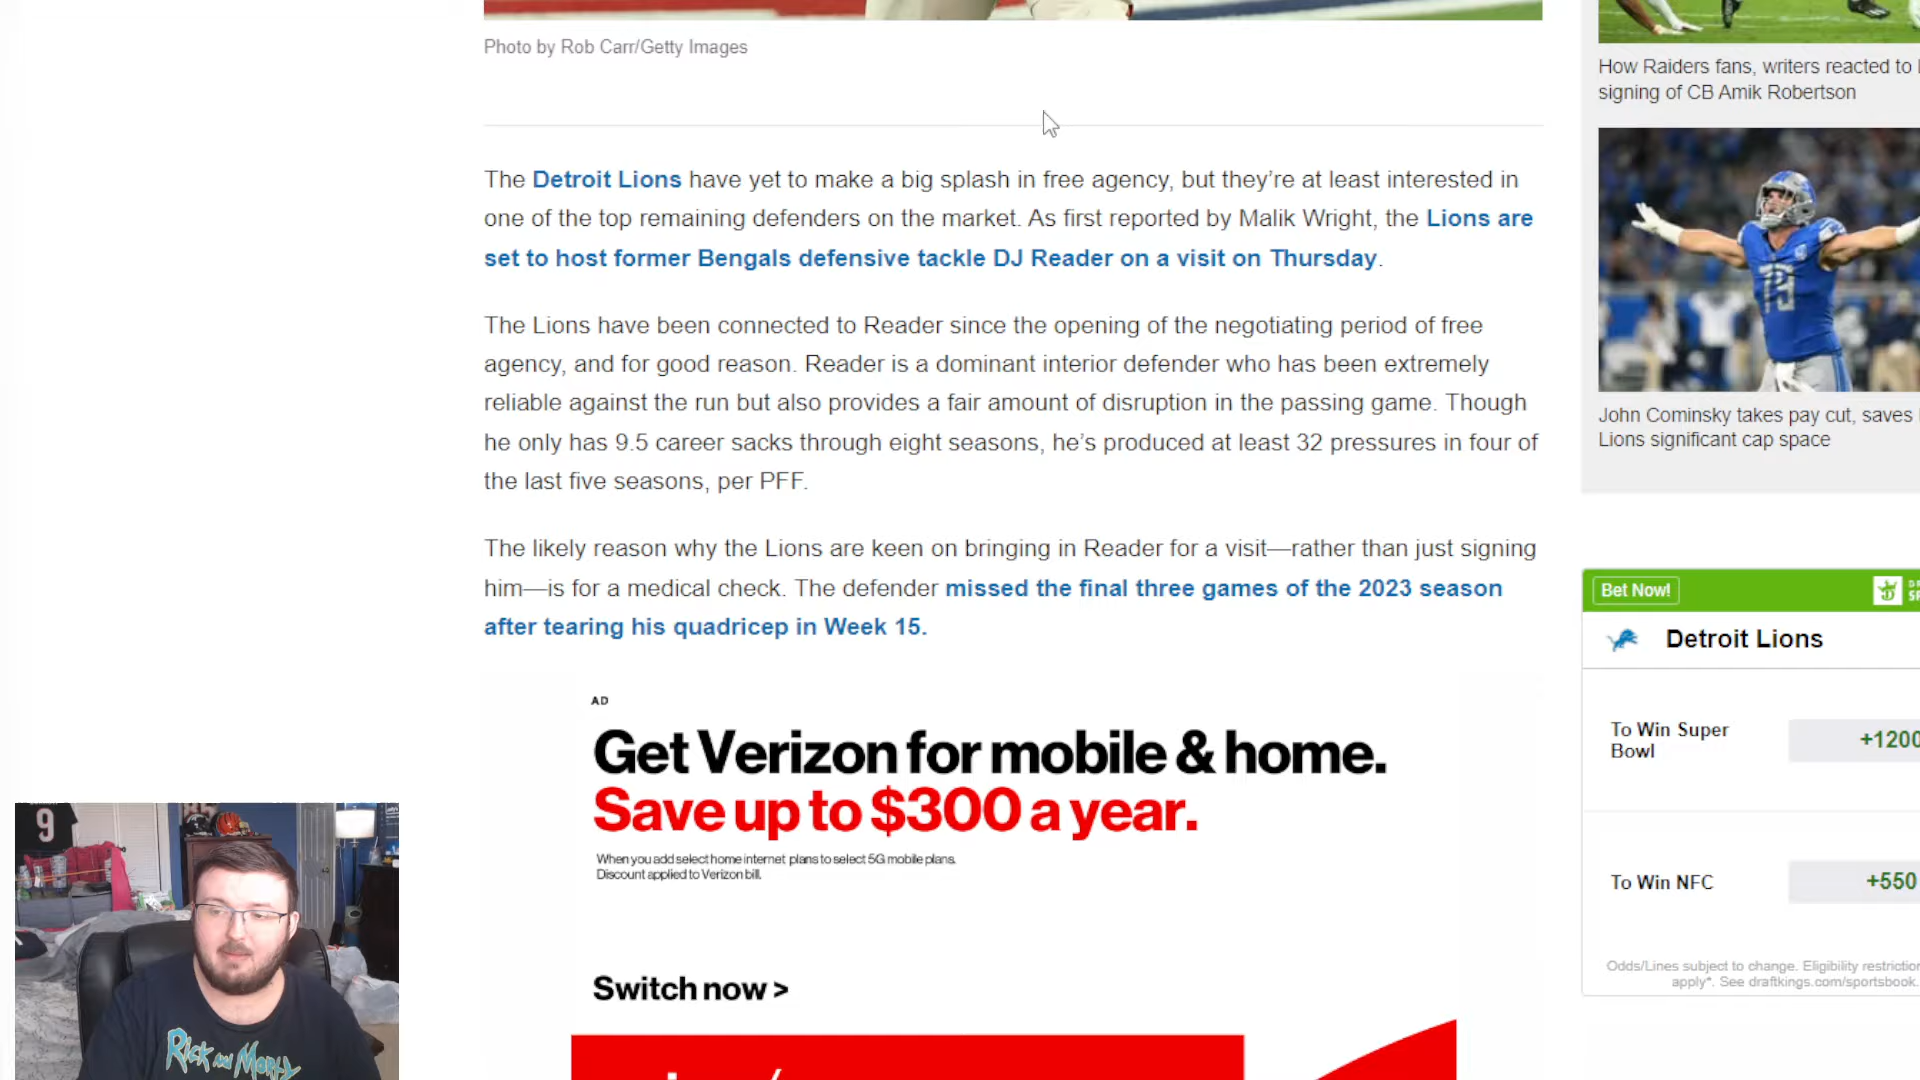 Photo by Rob Carr/Getty Images
The Detroit Lions have yet to make a big splash in free agency, but they’re at least interested in
one of the top remaining defenders on the market. As first reported by Malik Wright, the Lions are
set to host former Bengals defensive tackle DJ Reader on a visit on Thursday.
The Lions have been connected to Reader since the opening of the negotiating period of free
agency, and for good reason. Reader is a dominant interior defender who has been extremely
reliable against the run but also provides a fair amount of disruption in the passing game. Though
he only has 9.5 career sacks through eight seasons, he’s produced at least 32 pressures in four of
the last five seasons, per PFF.
The likely reason why the Lions are keen on bringing in Reader for a visit—rather than just signing
him—is for a medical check. The defender missed the final three games of the 2023 season
after tearing his quadricep in Week 15.
AD
Get Verizon for mobile & home.
Save up to $300 a year.
When you add select home internet plans to select 5G mobile plans.
Discount applied to Verizon bill.
Switch now >
How Raiders fans, writers reacted to
signing of CB Amik Robertson
79
John Cominsky takes pay cut, saves
Lions significant cap space
Bet Now!
Detroit Lions
To Win Super
Bowl
+1200
To Win NFC
+550
Odds/Lines subject to change. Eligibility
apply*. See draftkings.com/sportsbook.
9
Rick and Morty